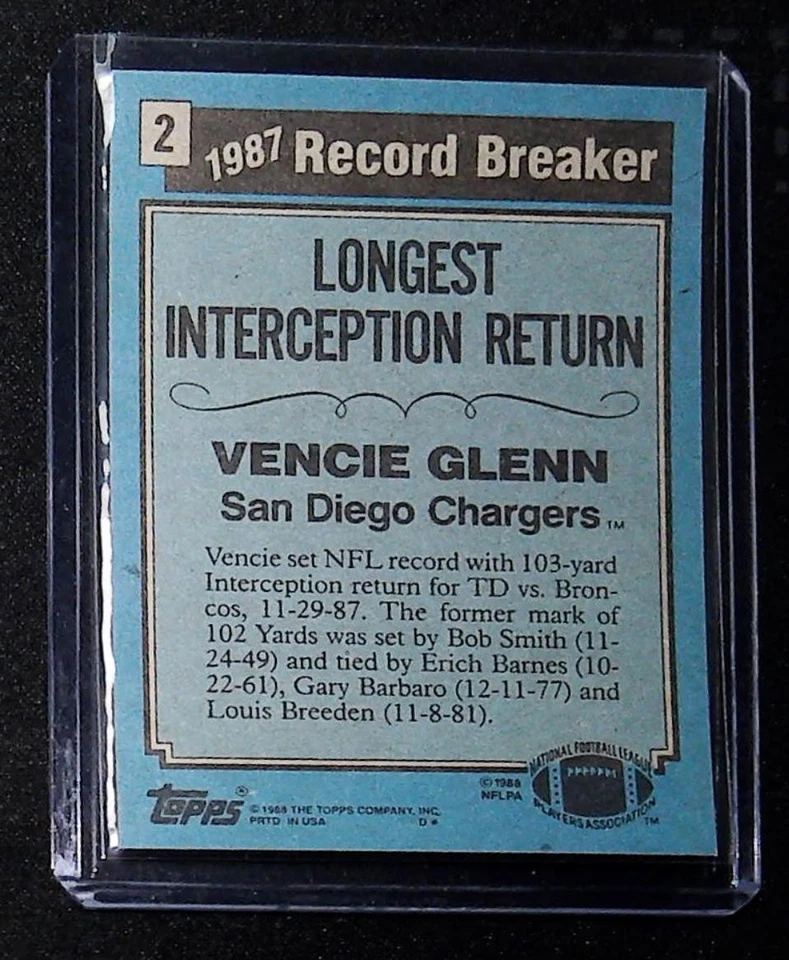 2
1987 Record Breaker
LONGEST
INTERCEPTION RETURN
VENCIE GLENN
San Diego Chargers™
Vencie set NFL record with 103-yard
Interception return for TD vs. Bron-
cos, 11-29-87. The former mark of
102 Yards was set by Bob Smith (11-
24-49) and tied by Erich Barnes (10-
22-61), Gary Barbaro (12-11-77) and
Louis Breeden (11-8-81).
topps®
© 1988 THE TOPPS COMPANY, INC.
PRTD IN USA D*
© 1988
NFLPA
NATIONAL FOOTBALL LEAGUE
PLAYERS ASSOCIATION™